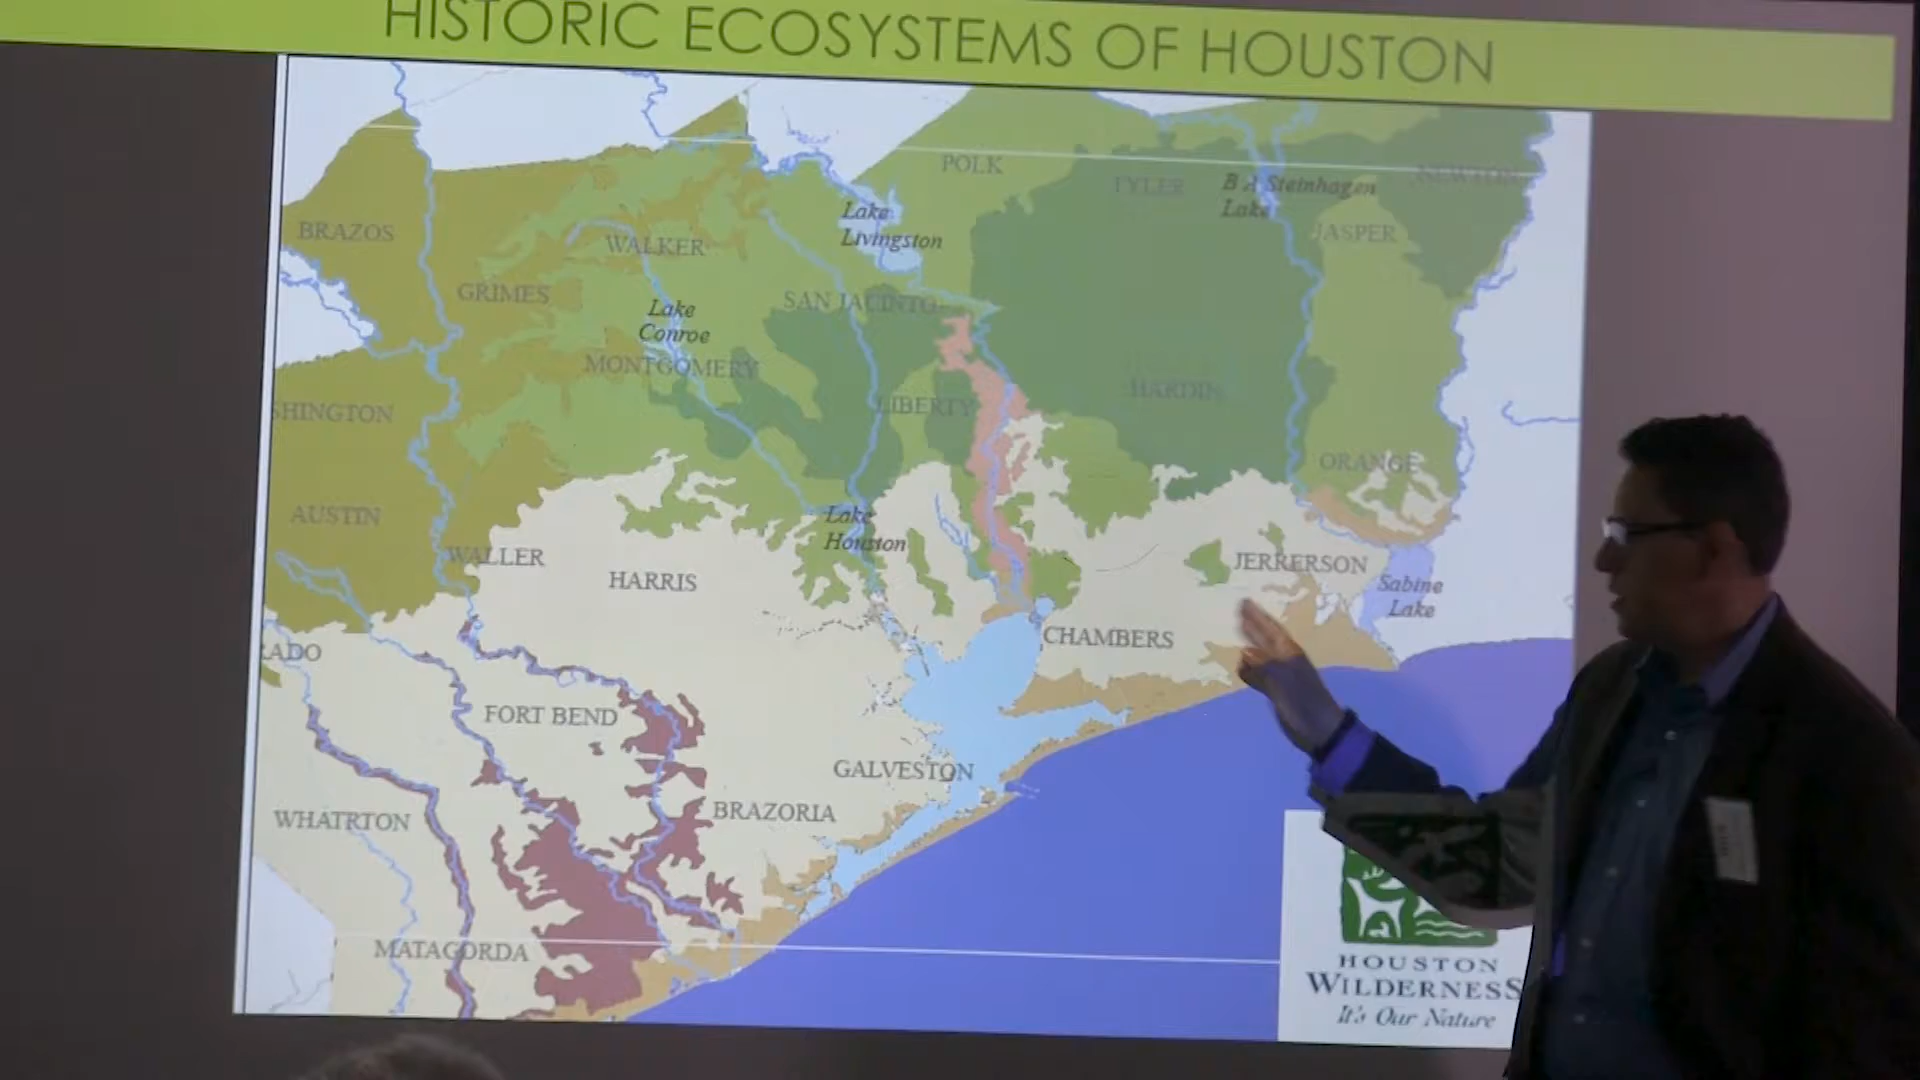 HISTORIC ECOSYSTEMS OF HOUSTON
POLK
TYLER
B A Steinhagen
Lake
NEWTON
JASPER
Lake
Livingston
BRAZOS
WALKER
GRIMES
SAN JACINTO
Lake
Conroe
MONTGOMERY
LIBERTY
HARDIN
SHINGTON
ORANGE
AUSTIN
Lake
Houston
WALLER
HARRIS
JERRERSON
Sabine
Lake
CHAMBERS
RADO
FORT BEND
GALVESTON
WHATRTON
BRAZORIA
MATAGORDA
HOUSTON
WILDERNESS
It's Our Nature